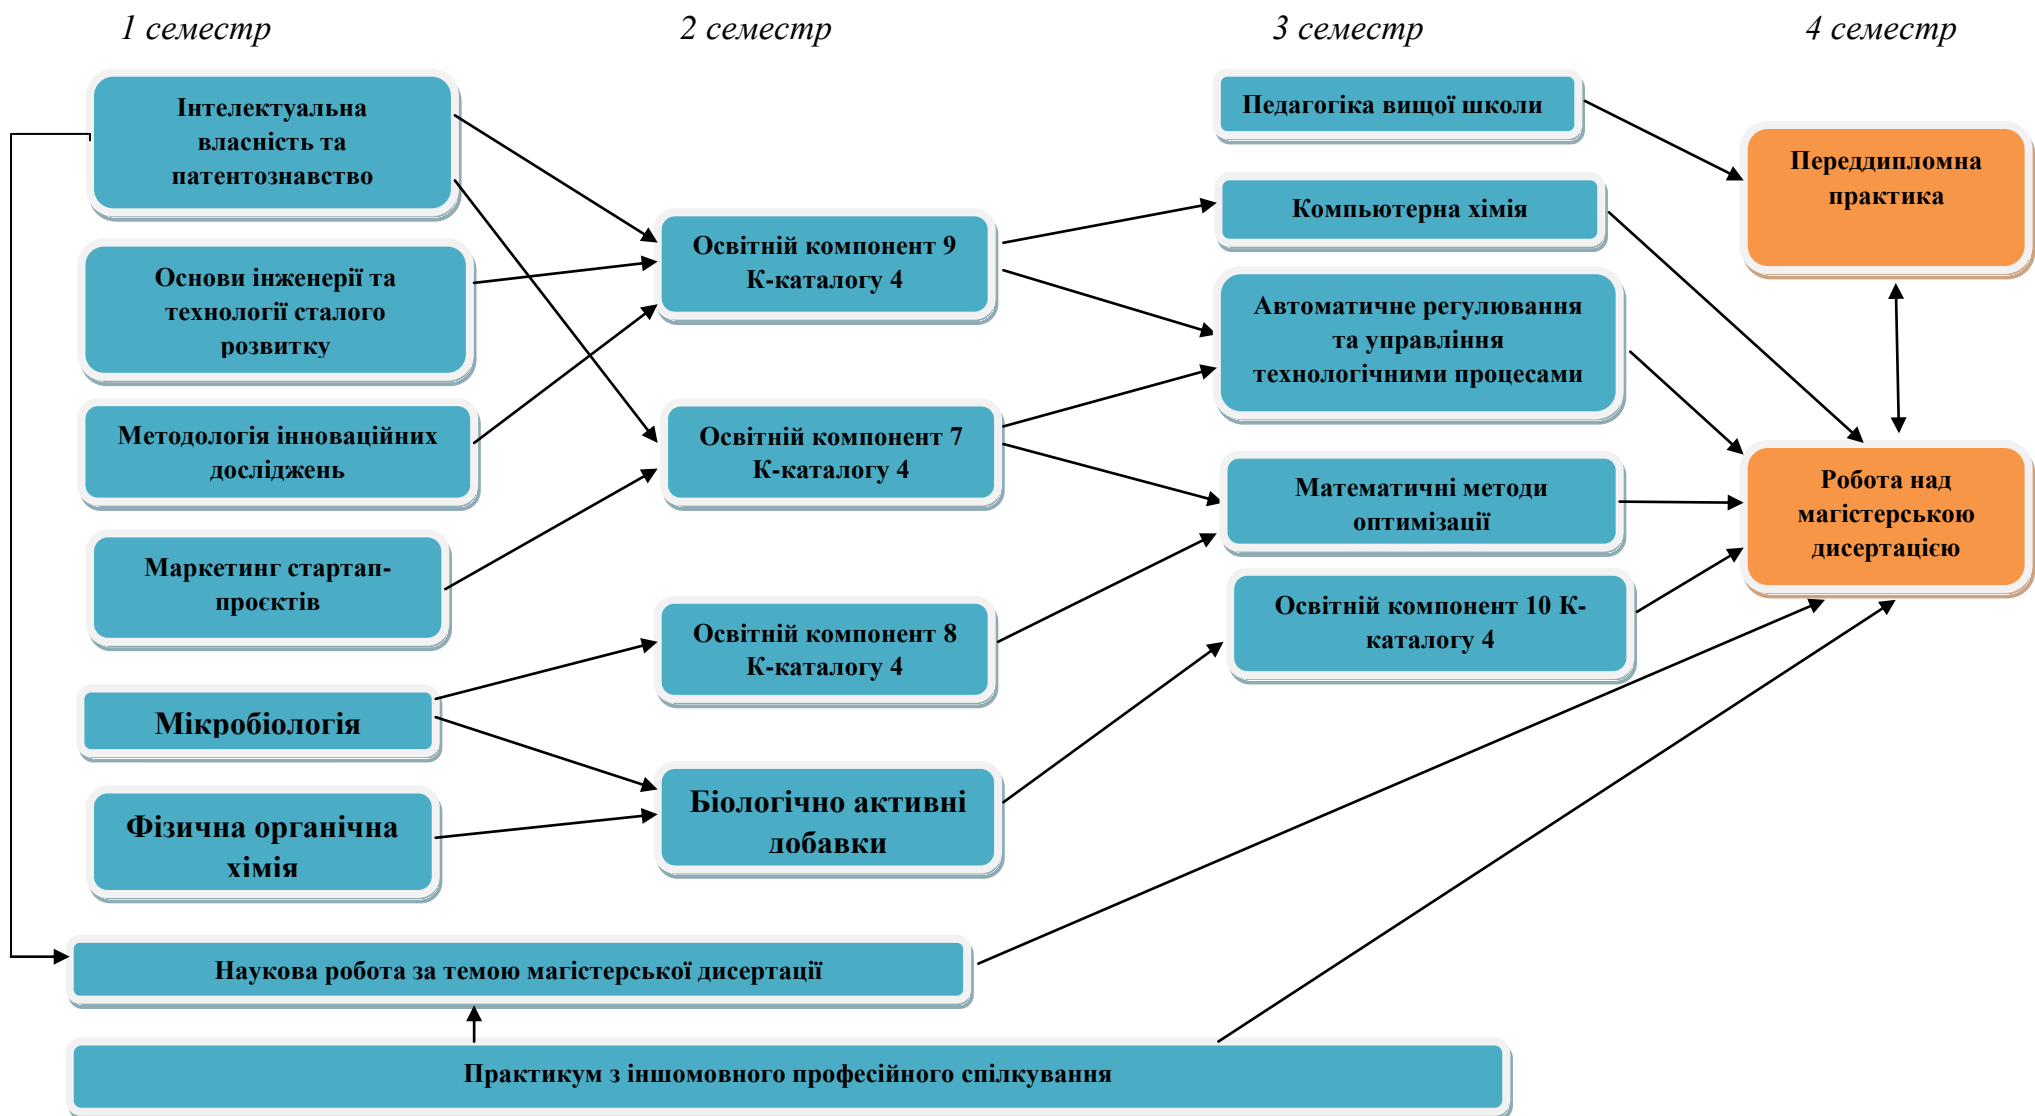 1 семестр
2 семестр
3 семестр
4 семестр
Інтелектуальна
власність та
патентознавство
Основи інженерії та
технології сталого
розвитку
Методологія інноваційних
досліджень
Маркетинг стартап-
проєктів
Мікробіологія
Фізична органічна
хімія
Освітній компонент 9
К-каталогу 4
Освітній компонент 7
К-каталогу 4
Освітній компонент 8
К-каталогу 4
Біологічно активні
добавки
Педагогіка вищої школи
Компьютерна хімія
Автоматичне регулювання
та управління
технологічними процесами
Математичні методи
оптимізації
Освітній компонент 10 К-
каталогу 4
Переддипломна
практика
Робота над
магістерською
дисертацією
Наукова робота за темою магістерської дисертації
Практикум з іншомовного професійного спілкування